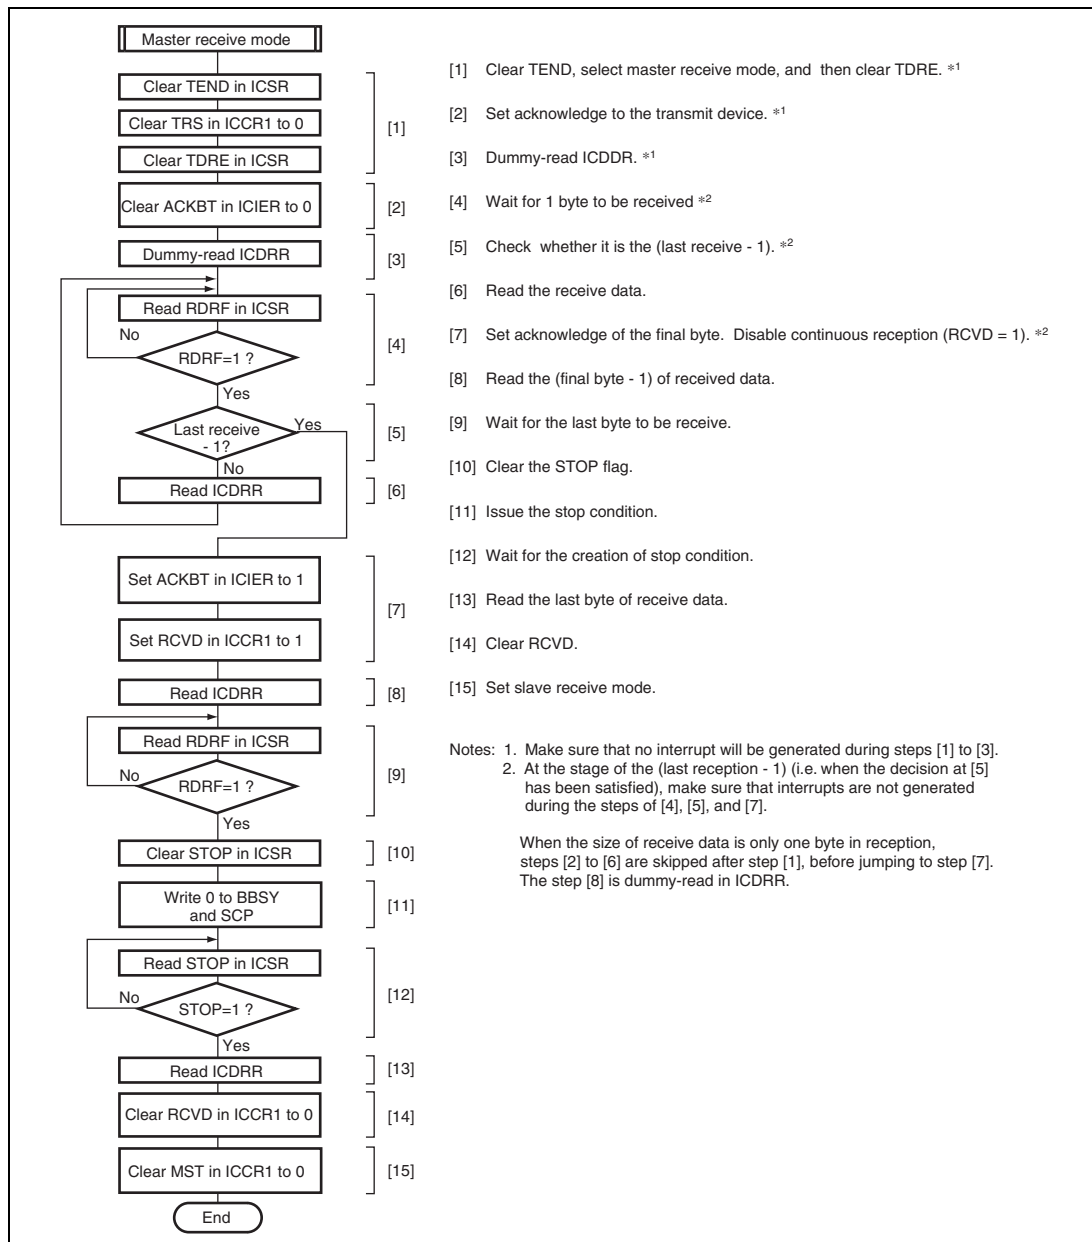 Master receive mode
Clear TEND in ICSR
Clear TRS in ICCR1 to 0
Clear TDRE in ICSR
[1]
Clear ACKBT in ICIER to 0
[2]
Dummy-read ICDRR
[3]
Read RDRF in ICSR
No
RDRF=1 ?
[4]
Yes
Last receive
- 1?
Yes
[5]
No
Read ICDRR
[6]
Set ACKBT in ICIER to 1
[7]
Set RCVD in ICCR1 to 1
Read ICDRR
[8]
Read RDRF in ICSR
No
RDRF=1 ?
[9]
Yes
Clear STOP in ICSR
[10]
Write 0 to BBSY
and SCP
[11]
Read STOP in ICSR
No
STOP=1 ?
[12]
Yes
Read ICDRR
[13]
Clear RCVD in ICCR1 to 0
[14]
Clear MST in ICCR1 to 0
[15]
End
[1] Clear TEND, select master receive mode, and then clear TDRE. *1
[2] Set acknowledge to the transmit device. *1
[3] Dummy-read ICDDR. *1
[4] Wait for 1 byte to be received *2
[5] Check whether it is the (last receive - 1). *2
[6] Read the receive data.
[7] Set acknowledge of the final byte. Disable continuous reception (RCVD = 1). *2
[8] Read the (final byte - 1) of received data.
[9] Wait for the last byte to be receive.
[10] Clear the STOP flag.
[11] Issue the stop condition.
[12] Wait for the creation of stop condition.
[13] Read the last byte of receive data.
[14] Clear RCVD.
[15] Set slave receive mode.
Notes: 1. Make sure that no interrupt will be generated during steps [1] to [3].
2. At the stage of the (last reception - 1) (i.e. when the decision at [5]
has been satisfied), make sure that interrupts are not generated
during the steps of [4], [5], and [7].
When the size of receive data is only one byte in reception,
steps [2] to [6] are skipped after step [1], before jumping to step [7].
The step [8] is dummy-read in ICDRR.